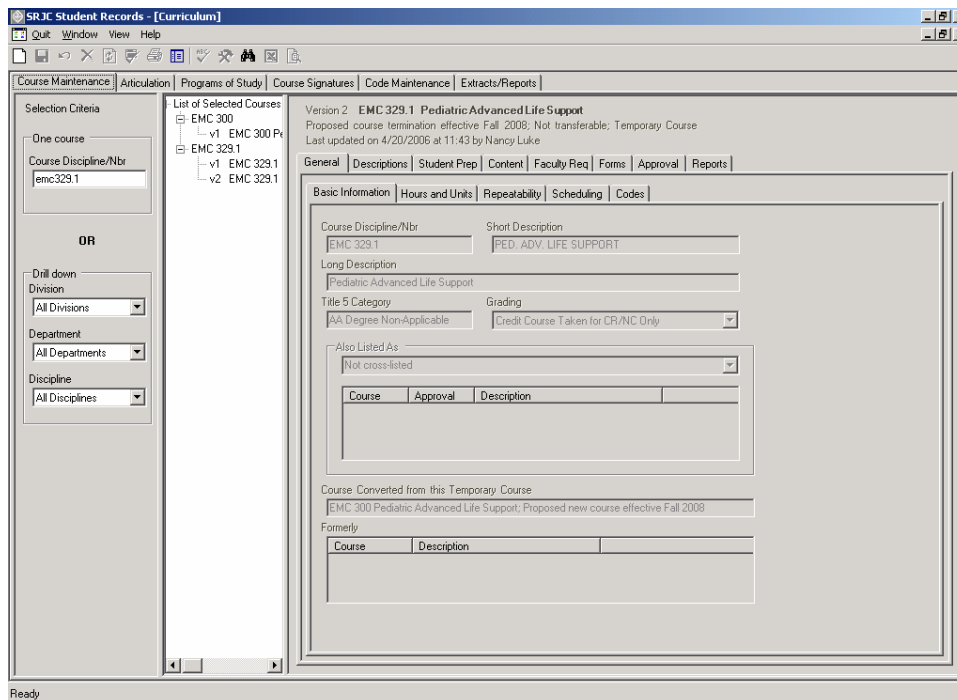 SRJC Student Records - [Curriculum]
Quit Window View Help
Course Maintenance Articulation Programs of Study Course Signatures Code Maintenance Extracts/Reports
Selection Criteria
One course
Course Discipline/Nbr
emc329.1
OR
Drill down
Division
All Divisions
Department
All Departments
Discipline
All Disciplines
List of Selected Courses
EMC 300
v1 EMC 300 Pe
EMC 329.1
v1 EMC 329.1
v2 EMC 329.1
Version 2 EMC 329.1 Pediatric Advanced Life Support
Proposed course termination effective Fall 2008; Not transferable; Temporary Course
Last updated on 4/20/2006 at 11:43 by Nancy Luke
General Descriptions Student Prep Content Faculty Req Forms Approval Reports
Basic Information Hours and Units Repeatability Scheduling Codes
Course Discipline/Nbr Short Description
EMC 329.1 PED. ADV. LIFE SUPPORT
Long Description
Pediatric Advanced Life Support
Title 5 Category Grading
AA Degree Non-Applicable Credit Course Taken for CR/NC Only
Also Listed As
Not cross-listed
Course Approval Description
Course Converted from this Temporary Course
EMC 300 Pediatric Advanced Life Support; Proposed new course effective Fall 2008
Formerly
Course Description
Ready